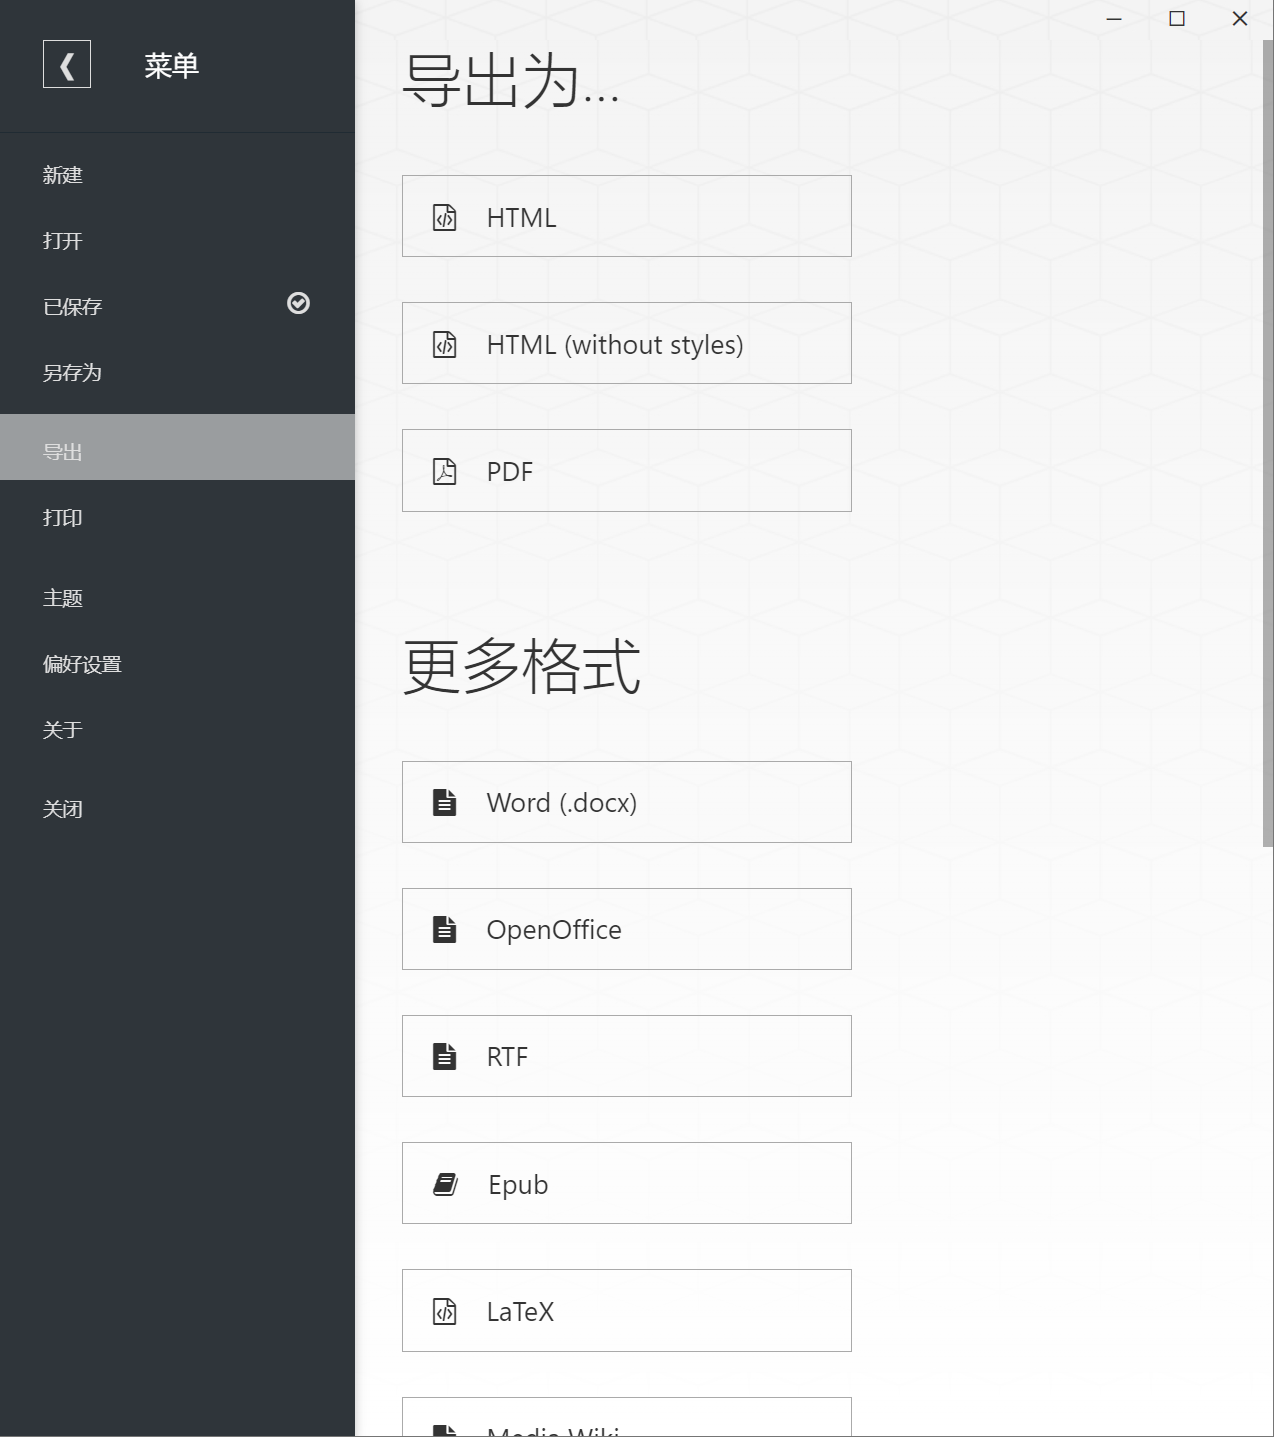 菜单
新建
打开
已保存
另存为
导出
打印
主题
偏好设置
关于
关闭
导出为...
HTML
HTML (without styles)
PDF
更多格式
Word (.docx)
OpenOffice
RTF
Epub
LaTeX
Media Wiki